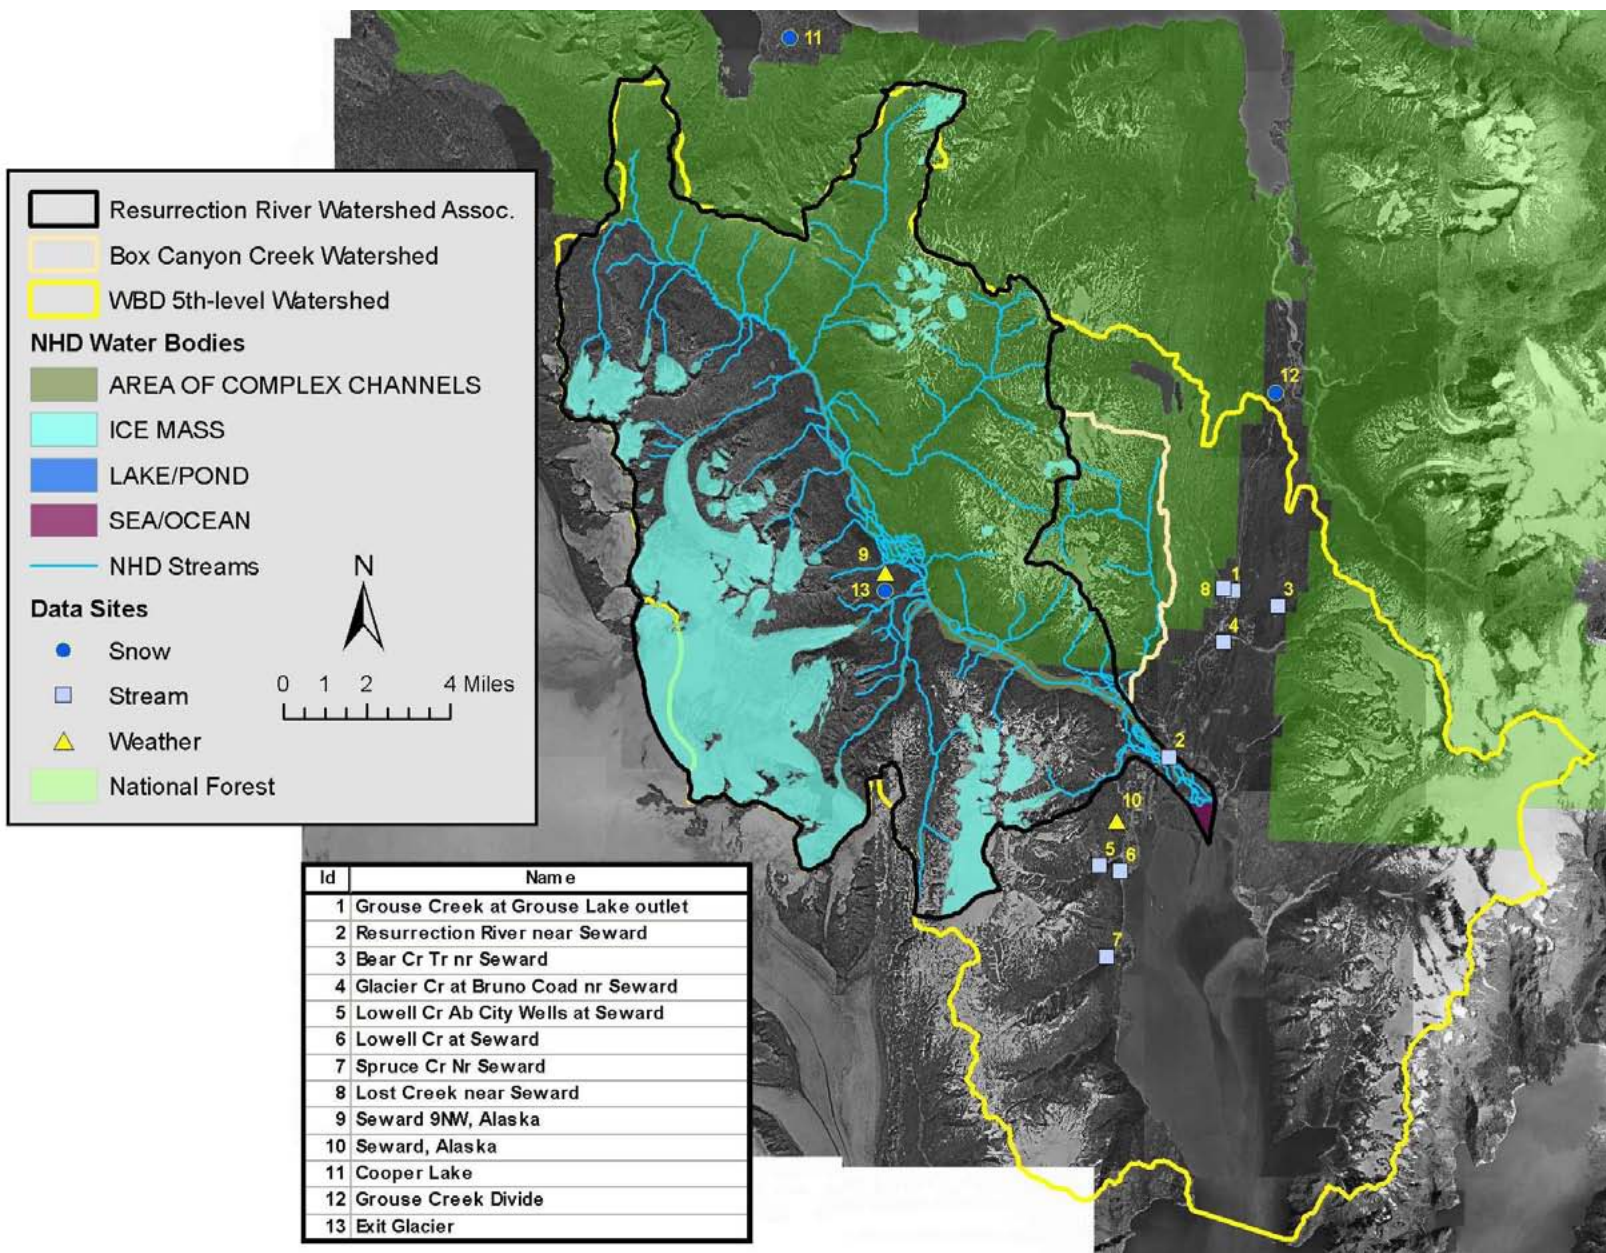 11
Resurrection River Watershed Assoc.
Box Canyon Creek Watershed
WBD 5th-level Watershed
NHD Water Bodies
AREA OF COMPLEX CHANNELS
ICE MASS
LAKE/POND
SEA/OCEAN
NHD Streams
N
Data Sites
Snow
Stream
0 1 2 4 Miles
Weather
National Forest
12
9
13
8 1 3
4
2
10
5 6
7
Id Name
1 Grouse Creek at Grouse Lake outlet
2 Resurrection River near Seward
3 Bear Cr Tr nr Seward
4 Glacier Cr at Bruno Coad nr Seward
5 Lowell Cr Ab City Wells at Seward
6 Lowell Cr at Seward
7 Spruce Cr Nr Seward
8 Lost Creek near Seward
9 Seward 9NW, Alaska
10 Seward, Alaska
11 Cooper Lake
12 Grouse Creek Divide
13 Exit Glacier